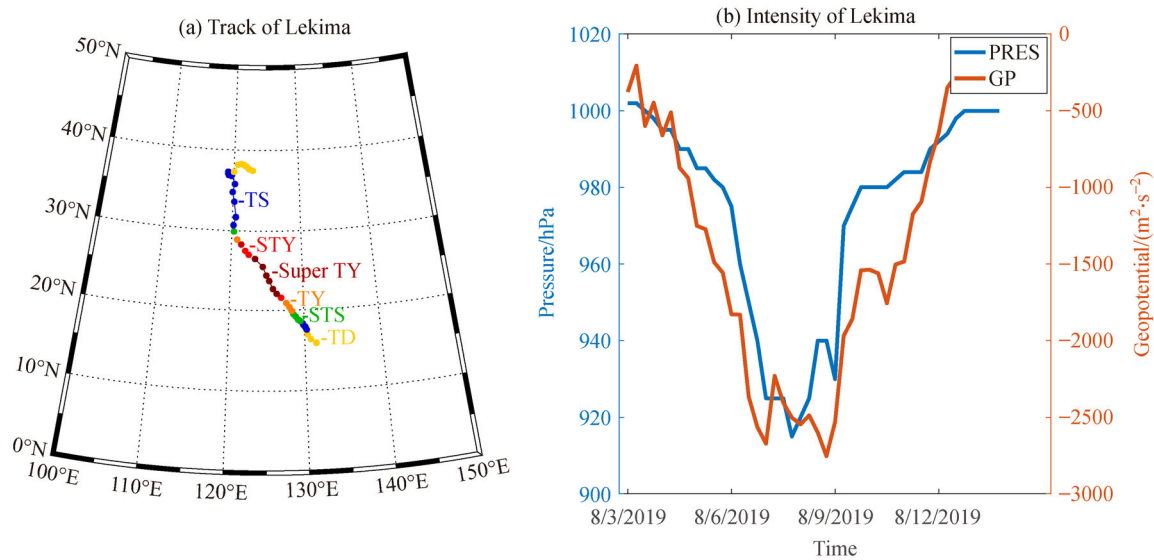 (a) Track of Lekima
50°N
40°N
30°N
20°N
10°N
0°N
100°E
110°E
120°E
130°E
140°E
150°E
-TS
-STY
-Super TY
-TY
-STS
-TD
(b) Intensity of Lekima
1020
1000
980
960
940
920
900
Pressure/hPa
0
−500
−1000
−1500
−2000
−2500
−3000
Geopotential/(m²·s⁻²)
PRES
GP
8/3/2019
8/6/2019
8/9/2019
8/12/2019
Time